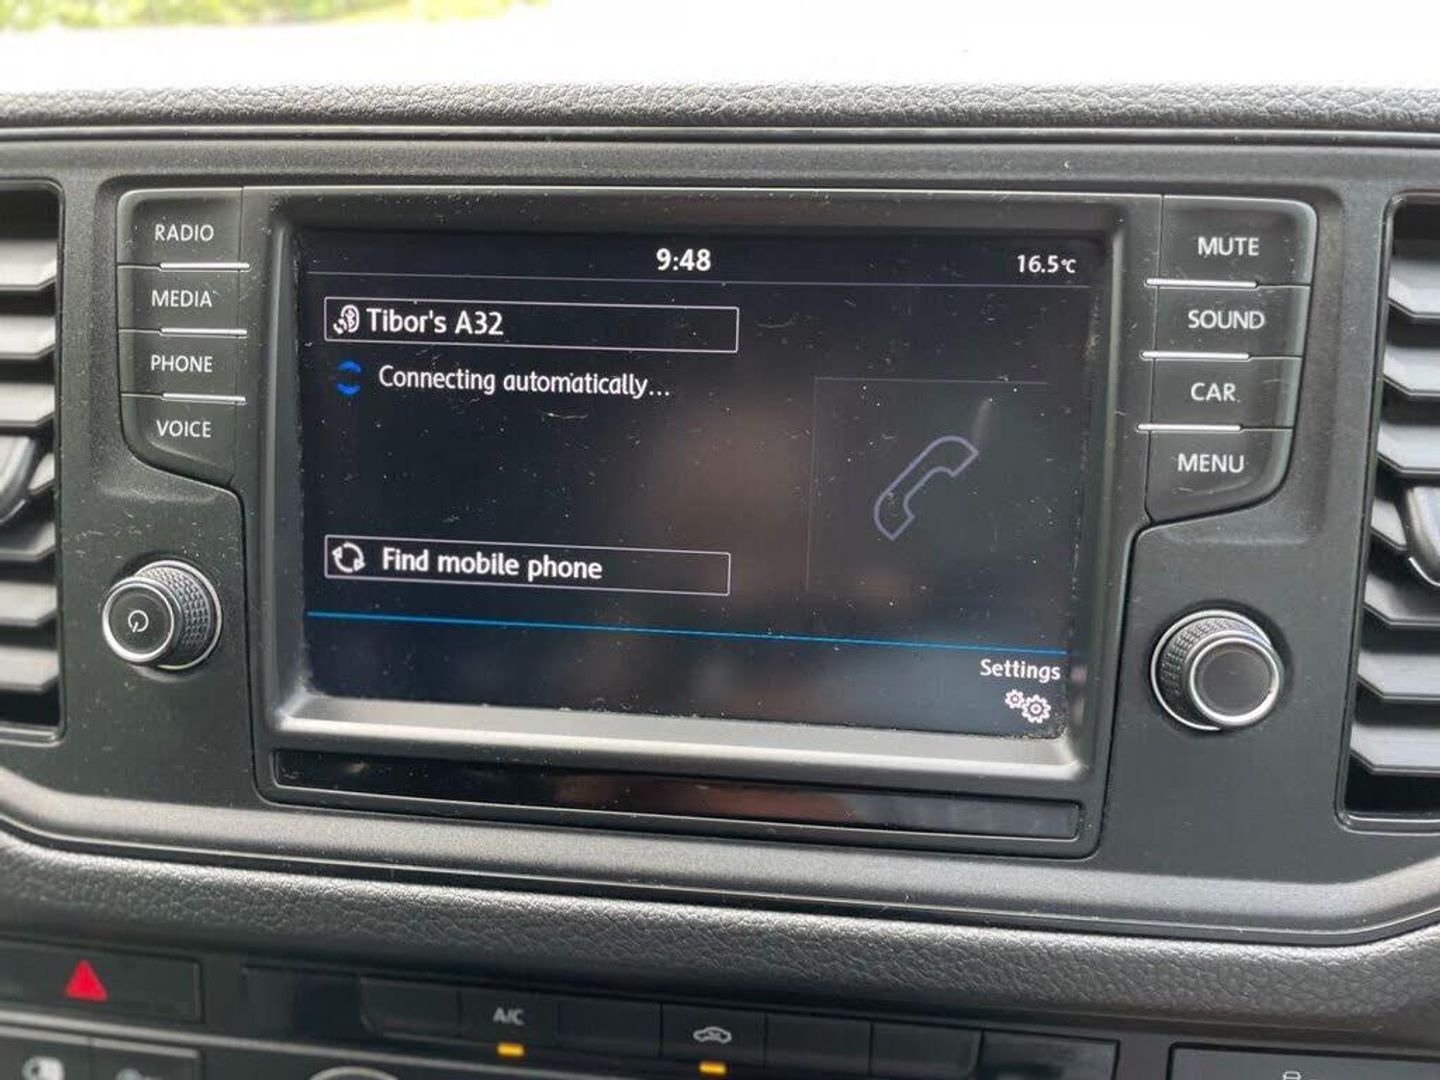 RADIO
MEDIA
PHONE
VOICE
9:48
16.5°C
Tibor's A32
Connecting automatically...
Find mobile phone
Settings
MUTE
SOUND
CAR
MENU
A/C